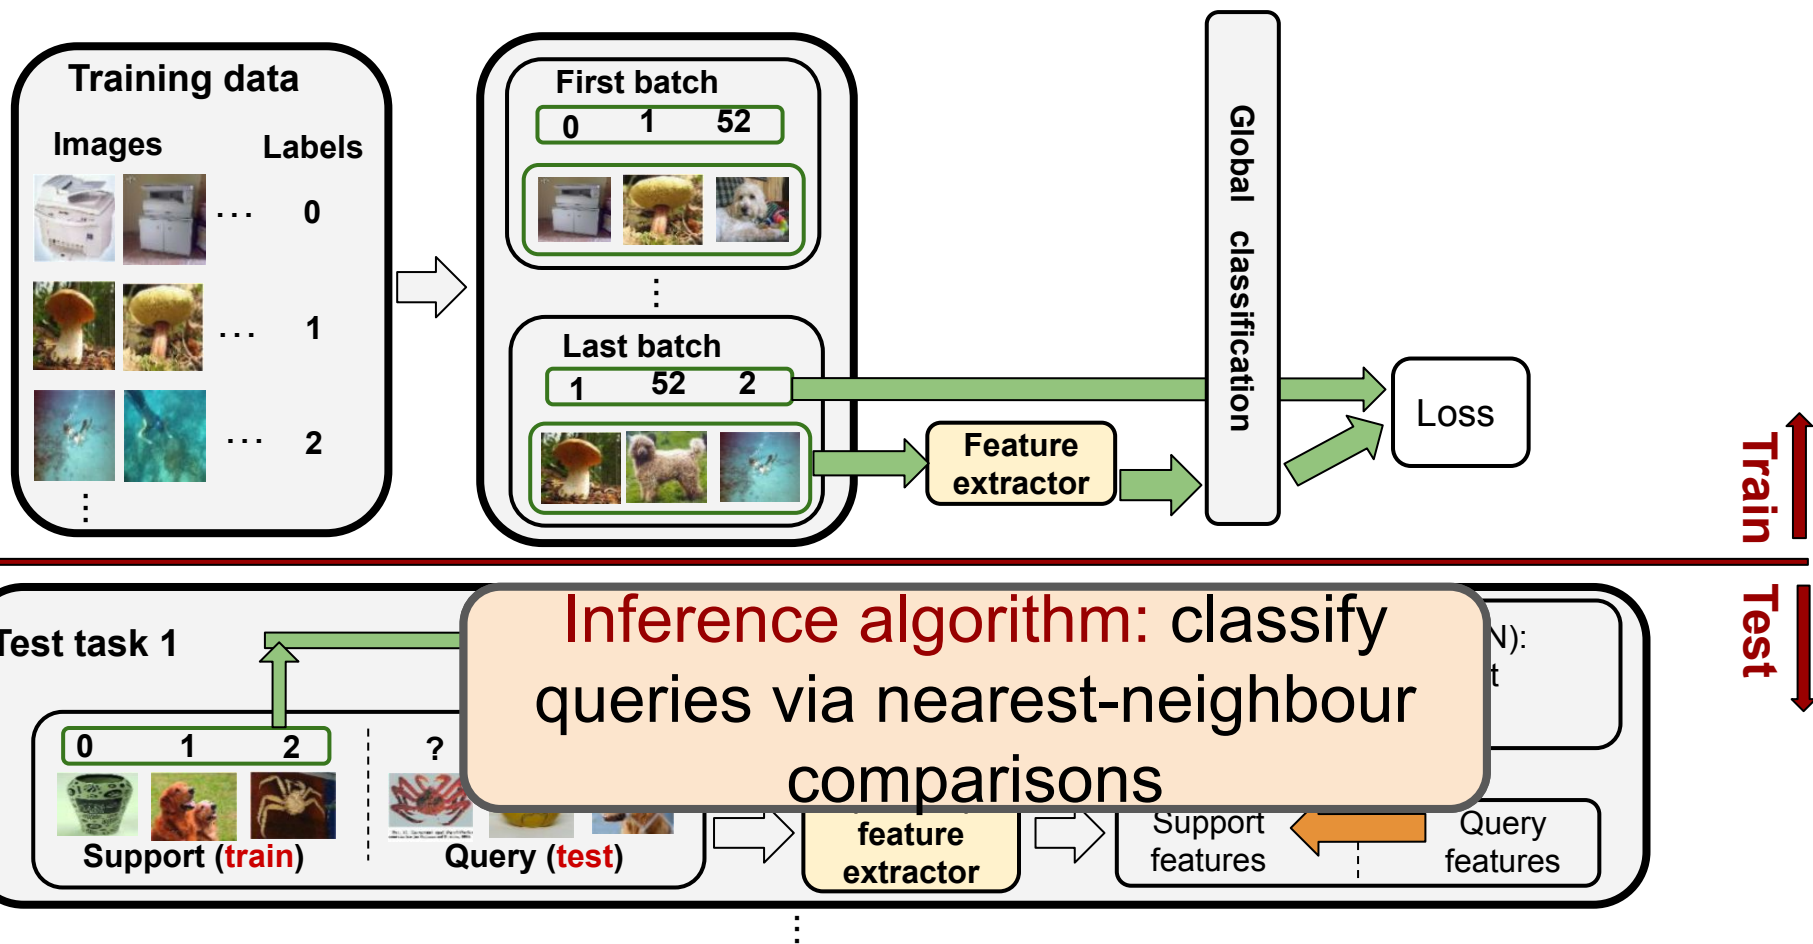 Training data
Images
Labels
0
1
2
First batch
0 1 52
Last batch
1 52 2
Feature
extractor
Global classification
Loss
Train
Test
Test task 1
Inference algorithm: classify
queries via nearest-neighbour
comparisons
N):
t
0 1 2
?
Support (train)
Query (test)
feature
extractor
Support
features
Query
features